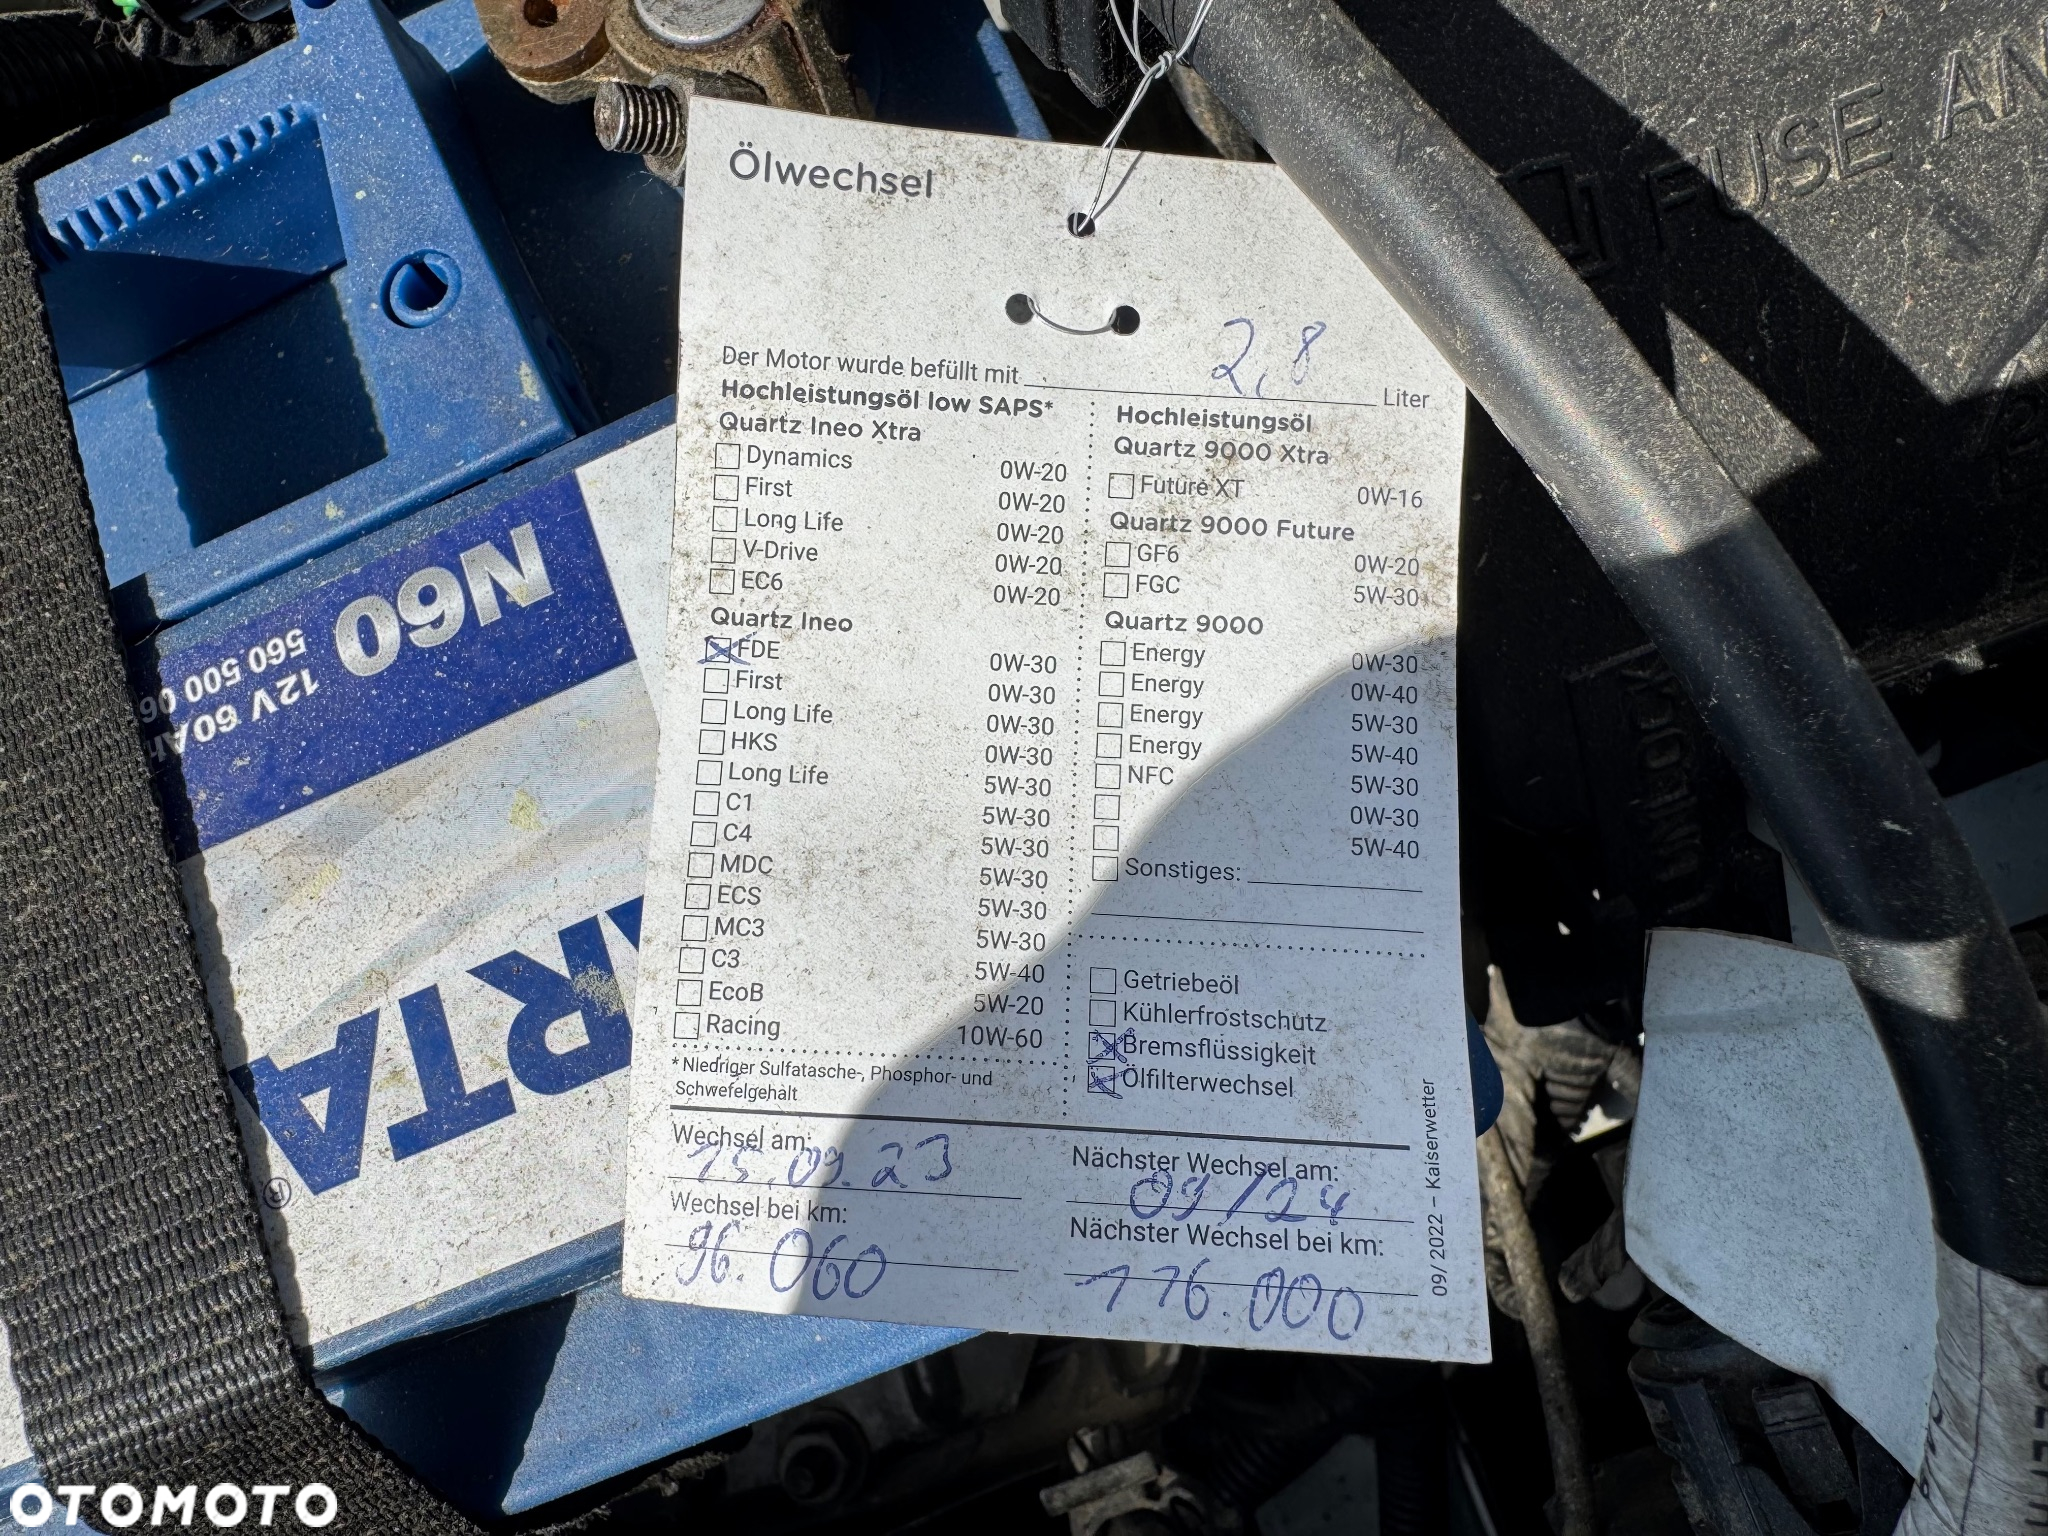 Ölwechsel
Der Motor wurde befüllt mit 2,8 Liter
Hochleistungsöl low SAPS*
Quartz Ineo Xtra
Dynamics 0W-20
First 0W-20
Long Life 0W-20
V-Drive 0W-20
EC6 0W-20
Quartz Ineo
FDE 0W-30
First 0W-30
Long Life 0W-30
HKS 0W-30
Long Life 5W-30
C1 5W-30
C4 5W-30
MDC 5W-30
ECS 5W-30
MC3 5W-30
C3 5W-40
EcoB 5W-20
Racing 10W-60
* Niedriger Sulfatasche-, Phosphor- und
Schwefelgehalt
Hochleistungsöl
Quartz 9000 Xtra
Future XT 0W-16
Quartz 9000 Future
GF6 0W-20
FGC 5W-30
Quartz 9000
Energy 0W-30
Energy 0W-40
Energy 5W-30
Energy 5W-40
NFC 5W-30
0W-30
5W-40
Sonstiges:
Getriebeöl
Kühlerfrostschutz
Bremsflüssigkeit
Ölfilterwechsel
Wechsel am:
15.09.23
Wechsel bei km:
96.060
Nächster Wechsel am:
09/24
Nächster Wechsel bei km:
116.000
09/2022 – Kaiserwetter
N60
560 500 0
12V 60Ah
ARTA
®
FUSE AN
OTOMOTO